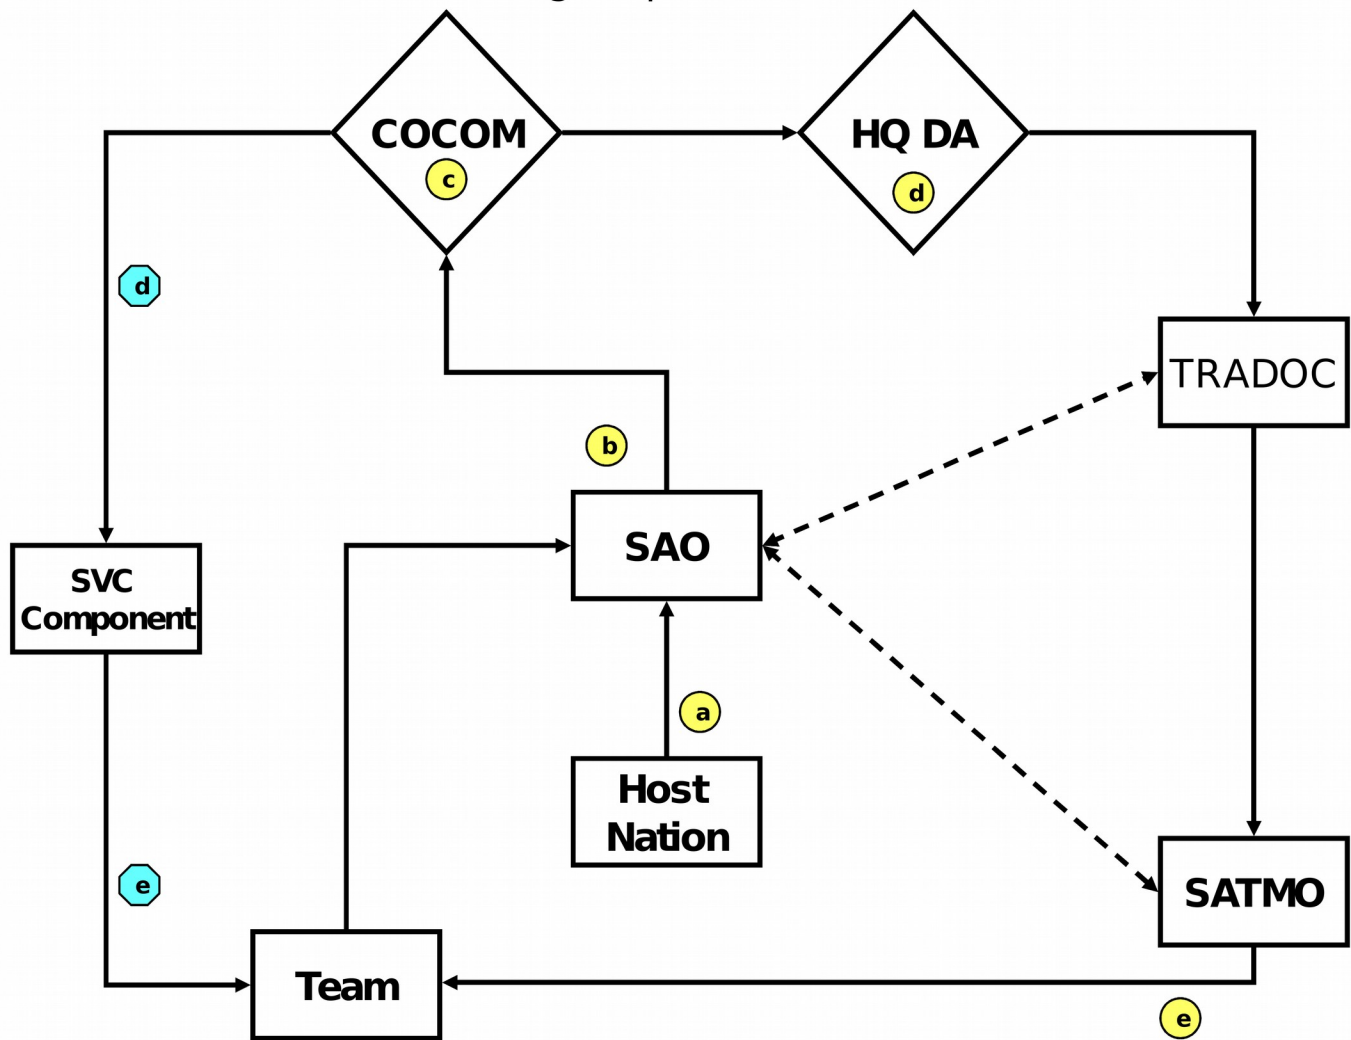 COCOM
c
HQ DA
d
d
TRADOC
b
SAO
SVC
Component
a
Host
Nation
e
SATMO
Team
e